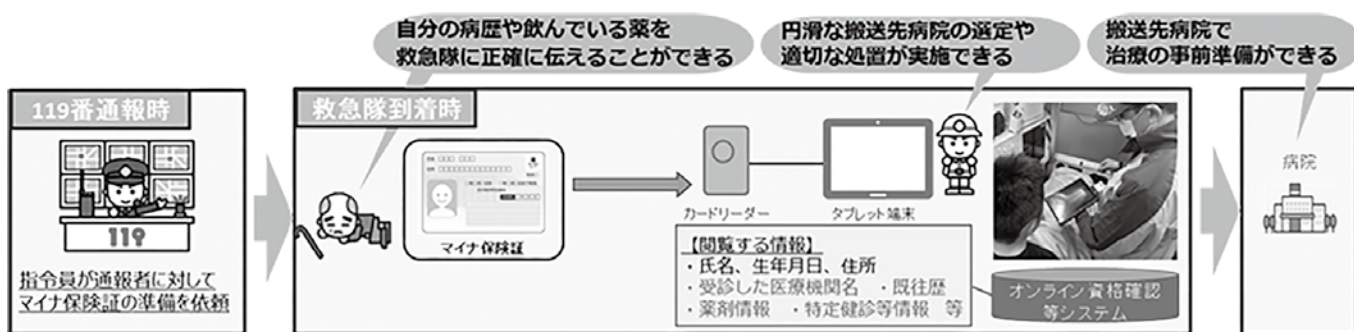 自分の病歴や飲んでいる薬を
救急隊に正確に伝えることができる
円滑な搬送先病院の選定や
適切な処置が実施できる
搬送先病院で
治療の事前準備ができる
119番通報時
119
指令員が通報者に対して
マイナ保険証の準備を依頼
救急隊到着時
マイナ保険証
カードリーダー
タブレット端末
【閲覧する情報】
・氏名、生年月日、住所
・受診した医療機関名 ・既往歴
・薬剤情報 ・特定健診等情報 等
オンライン資格確認
等システム
病院